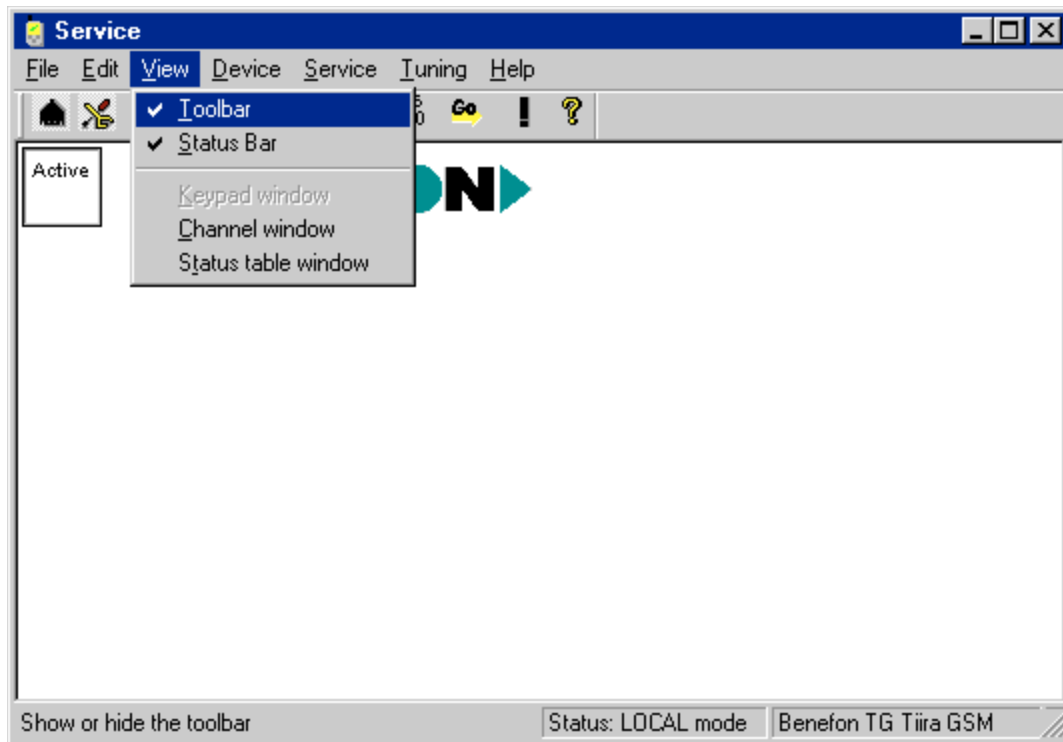 Service
File Edit View Device Service Tuning Help
Toolbar
Go ! ?
Status Bar
Active
N
Keypad window
Channel window
Status table window
Show or hide the toolbar Status: LOCAL mode Benefon TG Tiira GSM